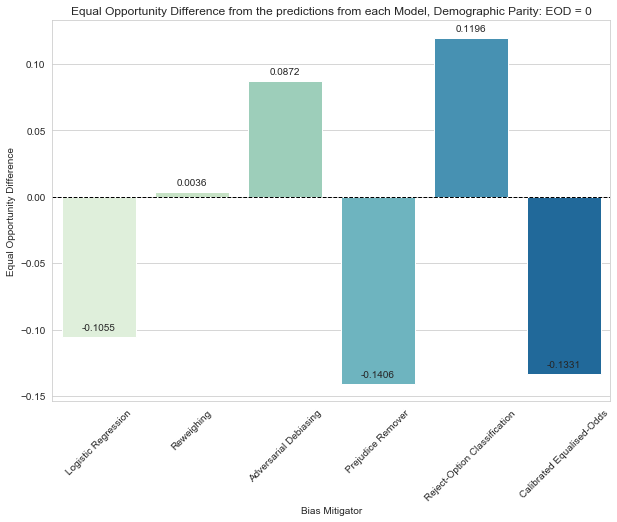 Equal Opportunity Difference from the predictions from each Model, Demographic Parity: EOD = 0
0.1196
0.10
0.0872
0.05
0.0036
0.00
Equal Opportunity Difference
−0.05
−0.10
-0.1055
-0.1331
-0.1406
−0.15
Logistic Regression
Reweighing
Adversarial Debiasing
Prejudice Remover
Reject-Option Classification
Calibrated Equalised-Odds
Bias Mitigator